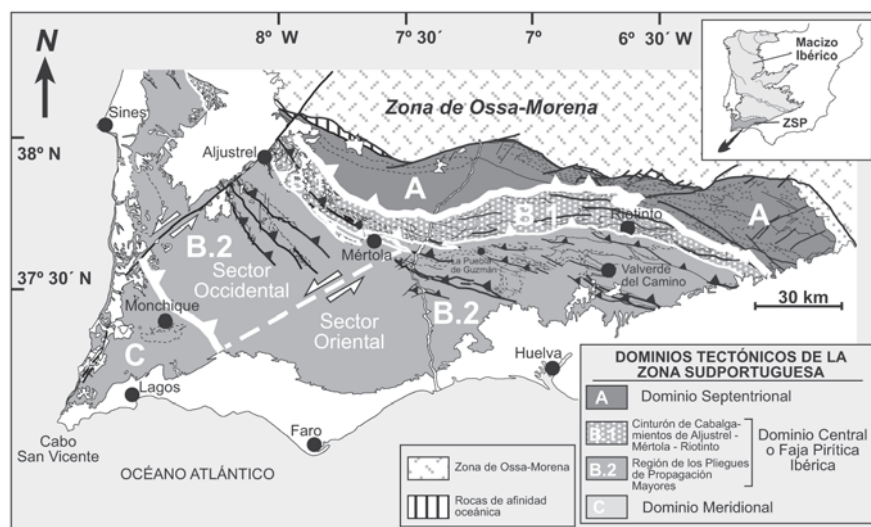 8º W
7º 30´
7º
6º 30´ W
N
Macizo
Ibérico
ZSP
Zona de Ossa-Morena
Sines
38º N
Aljustrel
A
B.1
B.1
Riotinto
A
B.2
Mértola
La Puebla
de Guzmán
Valverde
del Camino
37º 30´ N
Sector
Occidental
30 km
Monchique
Sector
Oriental
B.2
C
Huelva
Lagos
Faro
Cabo
San Vicente
OCÉANO ATLÁNTICO
Zona de Ossa-Morena
Rocas de afinidad
oceánica
DOMINIOS TECTÓNICOS DE LA
ZONA SUDPORTUGUESA
A Dominio Septentrional
B.1 Cinturón de Cabalga-
mientos de Aljustrel -
Mértola - Riotinto
B.2 Región de los Pliegues
de Propagación
Mayores
Dominio Central
o Faja Pirítica
Ibérica
C Dominio Meridional